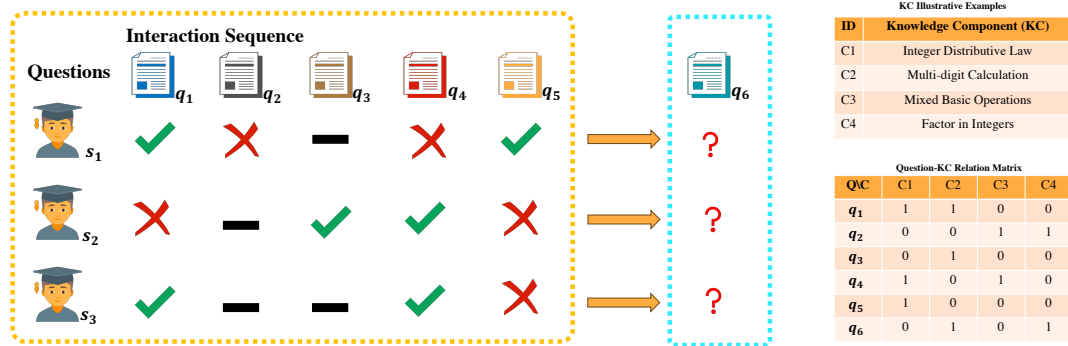 Interaction Sequence
Questions
q1 q2 q3 q4 q5 q6
s1 ?
s2 ?
s3 ?
KC Illustrative Examples
ID Knowledge Component (KC)
C1 Integer Distributive Law
C2 Multi-digit Calculation
C3 Mixed Basic Operations
C4 Factor in Integers
Question-KC Relation Matrix
Q\C C1 C2 C3 C4
q1 1 1 0 0
q2 0 0 1 1
q3 0 1 0 0
q4 1 0 1 0
q5 1 0 0 0
q6 0 1 0 1